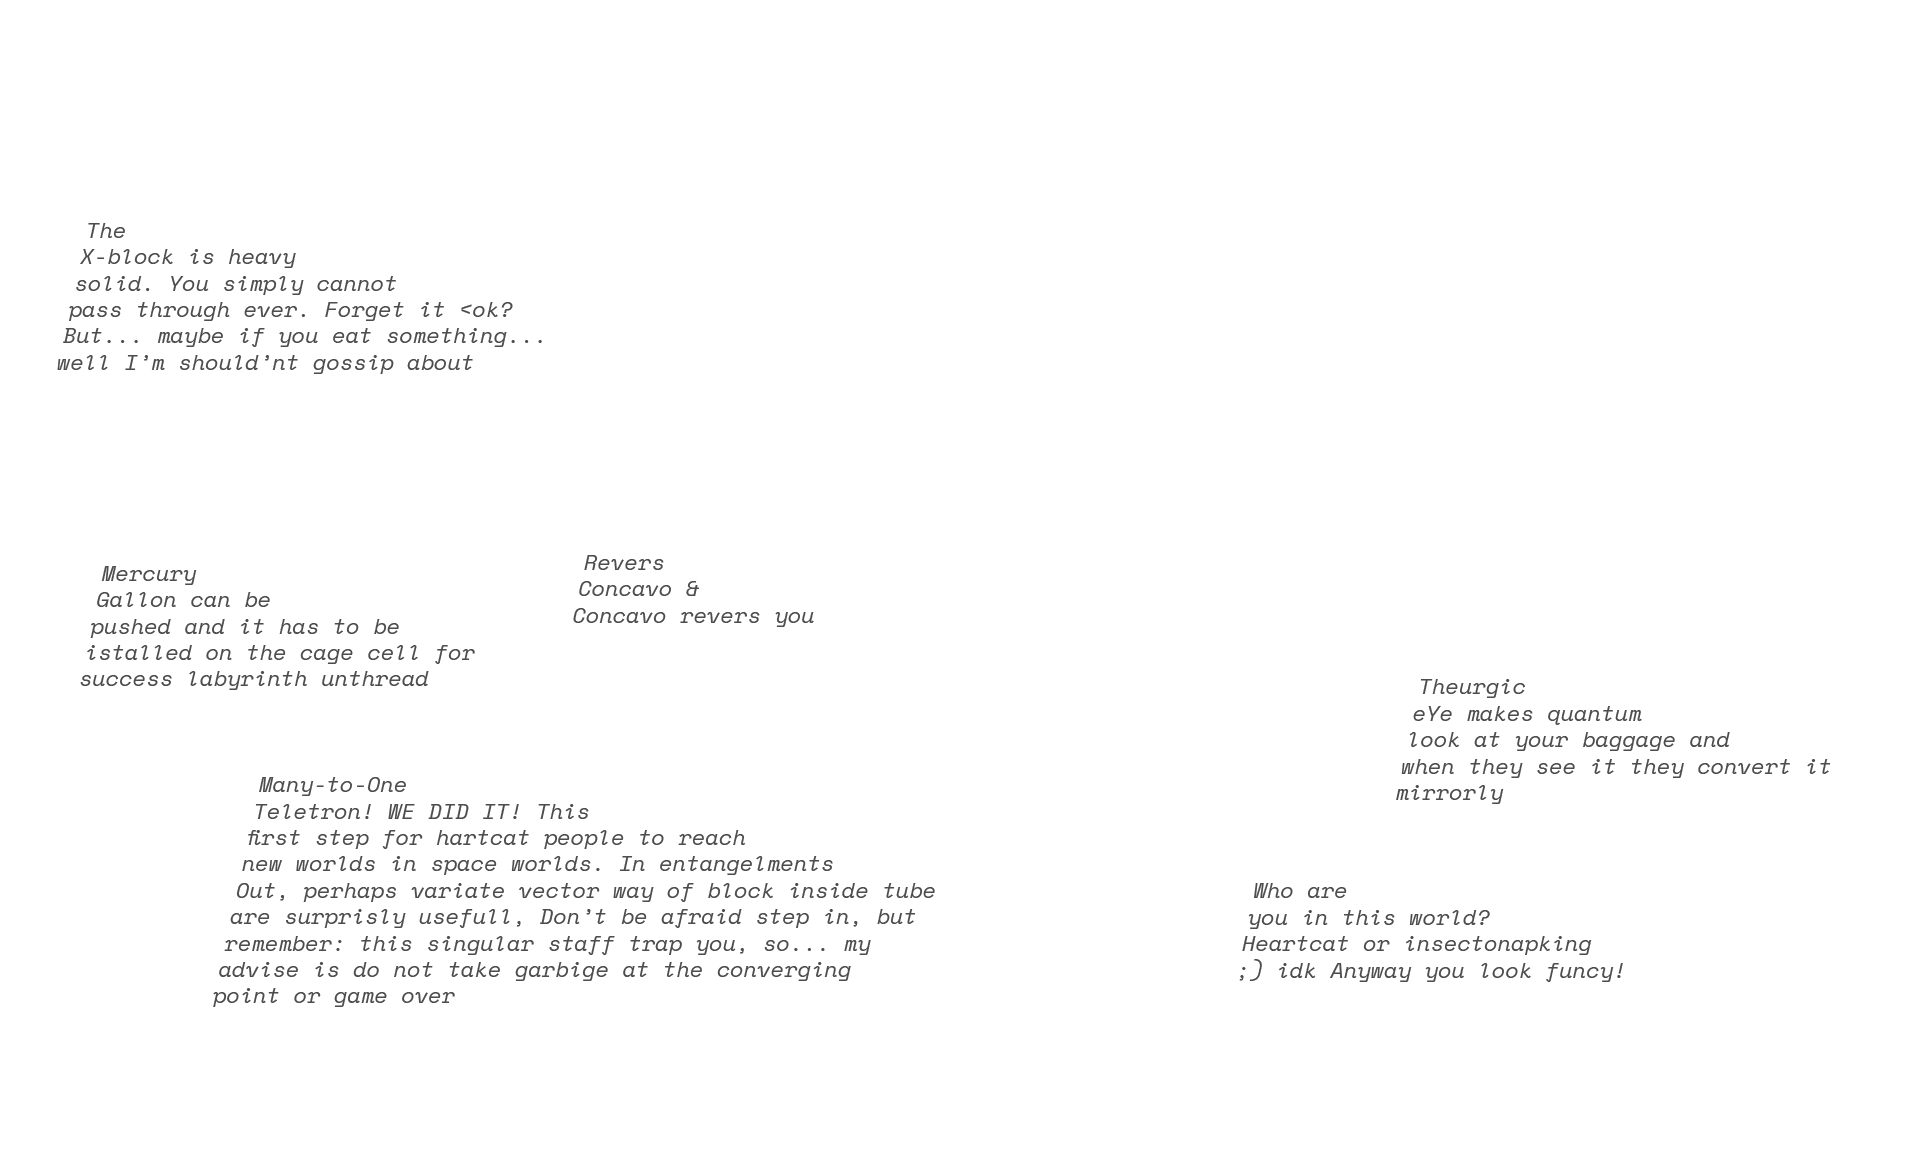 The
X-block is heavy
solid. You simply cannot
pass through ever. Forget it <ok?
But... maybe if you eat something...
well I’m should’nt gossip about
Mercury
Gallon can be
pushed and it has to be
istalled on the cage cell for
success labyrinth unthread
Revers
Concavo &
Concavo revers you
Many-to-One
Teletron! WE DID IT! This
first step for hartcat people to reach
new worlds in space worlds. In entangelments
Out, perhaps variate vector way of block inside tube
are surprisly usefull, Don’t be afraid step in, but
remember: this singular staff trap you, so... my
advise is do not take garbige at the converging
point or game over
Theurgic
eYe makes quantum
look at your baggage and
when they see it they convert it
mirrorly
Who are
you in this world?
Heartcat or insectonapking
;) idk Anyway you look funcy!